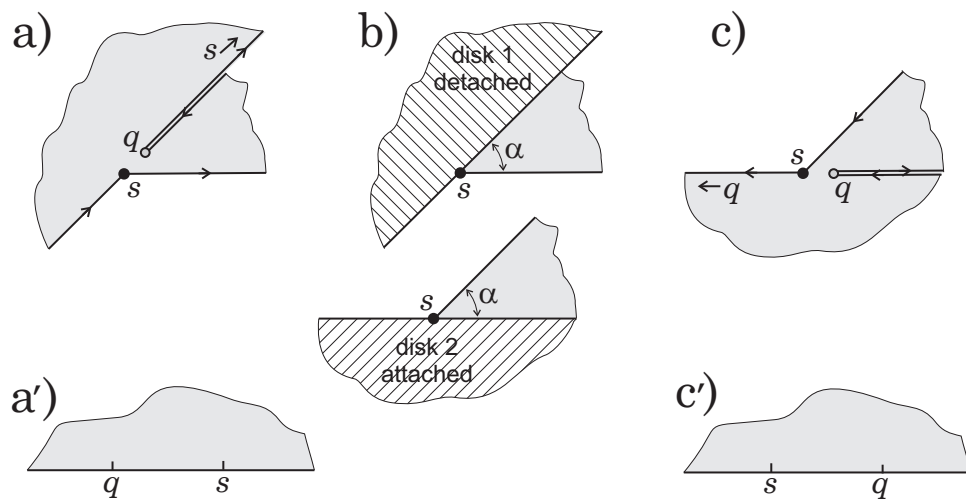 a)
s
q
s
b)
disk 1
detached
α
s
s
α
disk 2
attached
c)
s
q
q
a′)
q
s
c′)
s
q